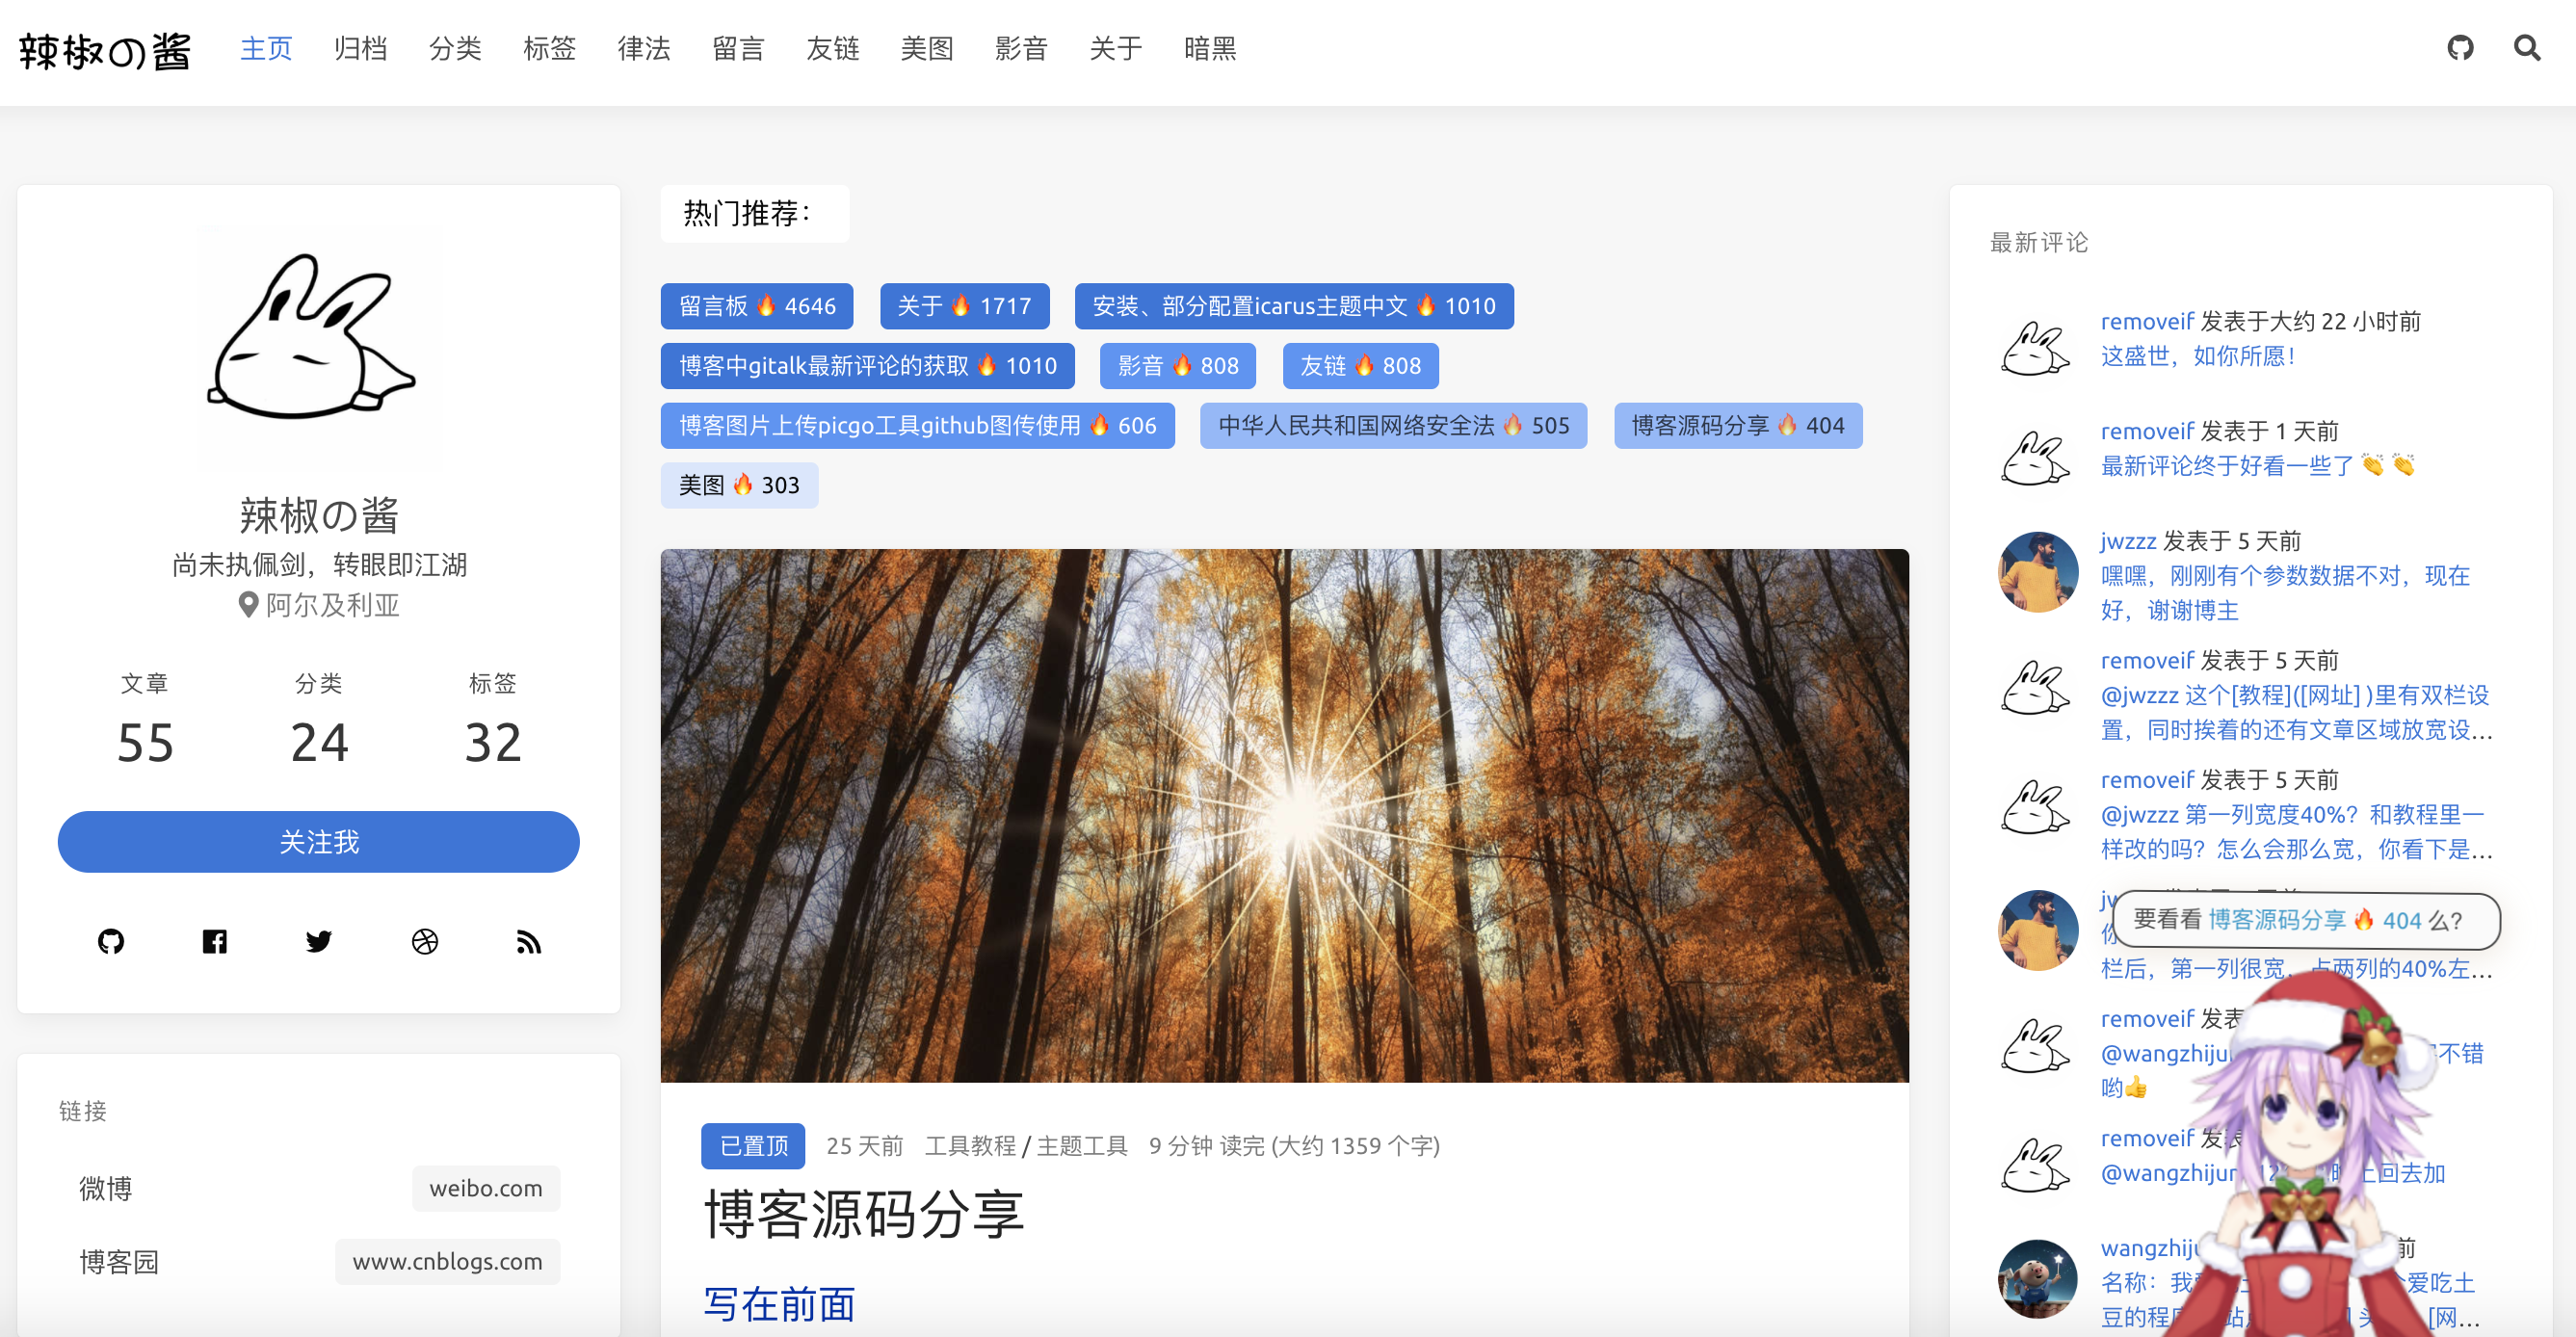 辣椒の酱
主页 归档 分类 标签 律法 留言 友链 美图 影音 关于 暗黑
辣椒の酱
尚未执佩剑，转眼即江湖
阿尔及利亚
文章 分类 标签
55 24 32
关注我
链接
微博 weibo.com
博客园 www.cnblogs.com
热门推荐：
留言板 🔥 4646 关于 🔥 1717 安装、部分配置icarus主题中文 🔥 1010
博客中gitalk最新评论的获取 🔥 1010 影音 🔥 808 友链 🔥 808
博客图片上传picgo工具github图传使用 🔥 606 中华人民共和国网络安全法 🔥 505 博客源码分享 🔥 404
美图 🔥 303
已置顶 25 天前 工具教程 / 主题工具 9 分钟 读完 (大约 1359 个字)
博客源码分享
写在前面
最新评论
removeif 发表于大约 22 小时前
这盛世，如你所愿！
removeif 发表于 1 天前
最新评论终于好看一些了 👏 👏
jwzzz 发表于 5 天前
嘿嘿，刚刚有个参数数据不对，现在
好，谢谢博主
removeif 发表于 5 天前
@jwzzz 这个[教程]([网址] )里有双栏设
置，同时挨着的还有文章区域放宽设...
removeif 发表于 5 天前
@jwzzz 第一列宽度40%？和教程里一
样改的吗？怎么会那么宽，你看下是...
要看看 博客源码分享 🔥 404 么？
栏后，第一列很宽，占两列的40%左...
removeif 发表
不错
哟👍
removeif 发表
上回去加
前
名称：我 爱吃土
豆的程 [网...